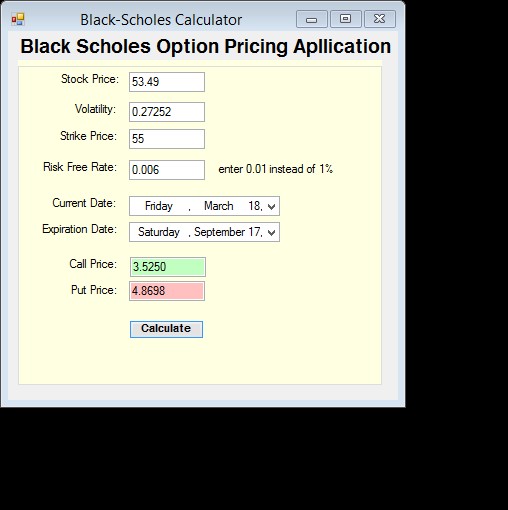 Black-Scholes Calculator
Black Scholes Option Pricing Apllication
Stock Price: 53.49
Volatility: 0.27252
Strike Price: 55
Risk Free Rate: 0.006 enter 0.01 instead of 1%
Current Date: Friday , March 18,
Expiration Date: Saturday , September 17,
Call Price: 3.5250
Put Price: 4.8698
Calculate